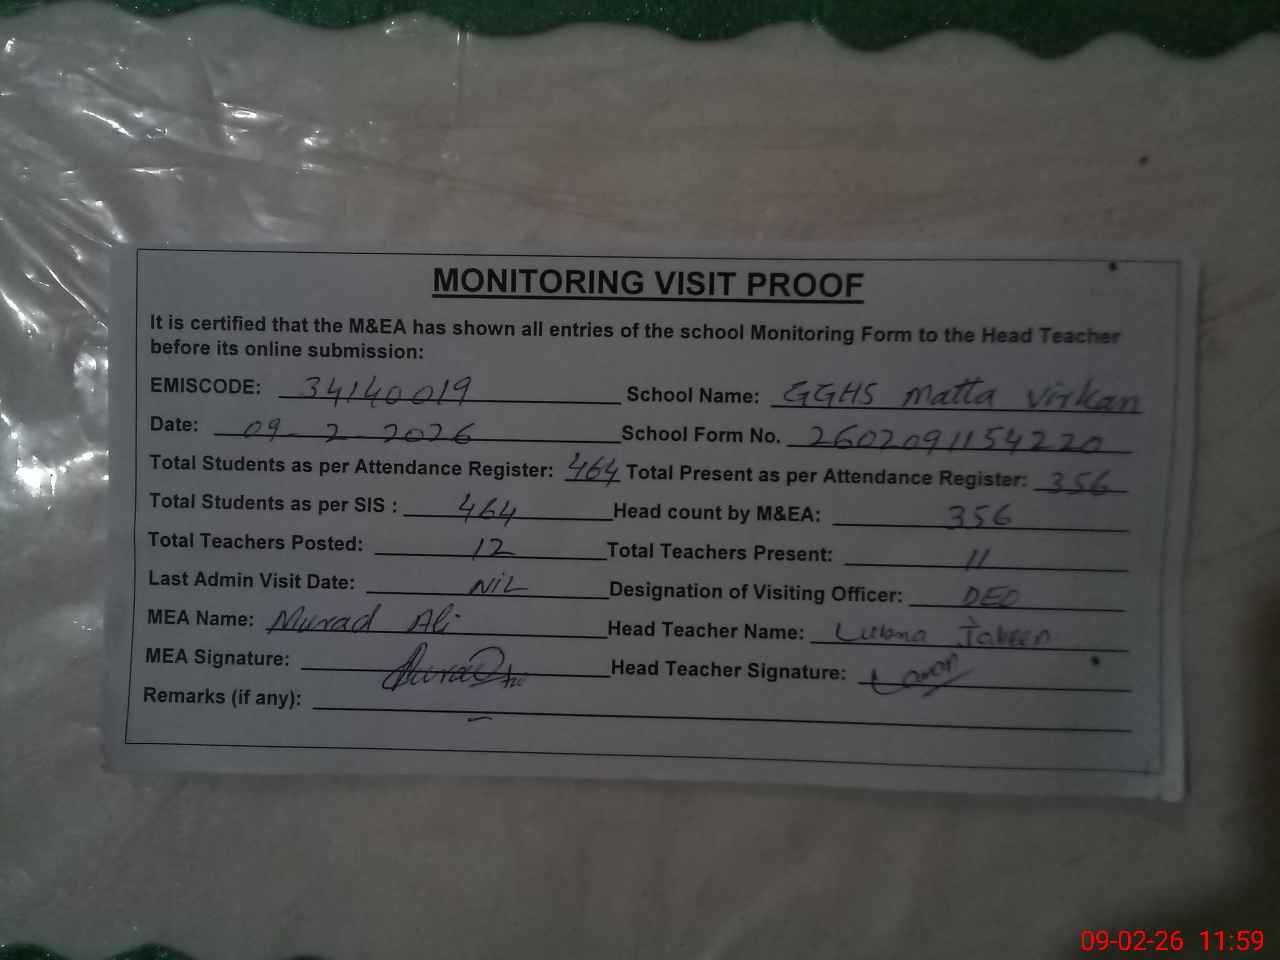 MONITORING VISIT PROOF
It is certified that the M&EA has shown all entries of the school Monitoring Form to the Head Teacher
before its online submission:
EMISCODE: 34140019 School Name: GGHS Matta Virkan
Date: 09-2-2026 School Form No. 2602091154220
Total Students as per Attendance Register: 464 Total Present as per Attendance Register: 356
Total Students as per SIS : 464 Head count by M&EA: 356
Total Teachers Posted: 12 Total Teachers Present: 11
Last Admin Visit Date: NIL Designation of Visiting Officer: DEO
MEA Name: Murad Ali Head Teacher Name: Lubna
MEA Signature: Head Teacher Signature:
Remarks (if any): -
09-02-26 11:59